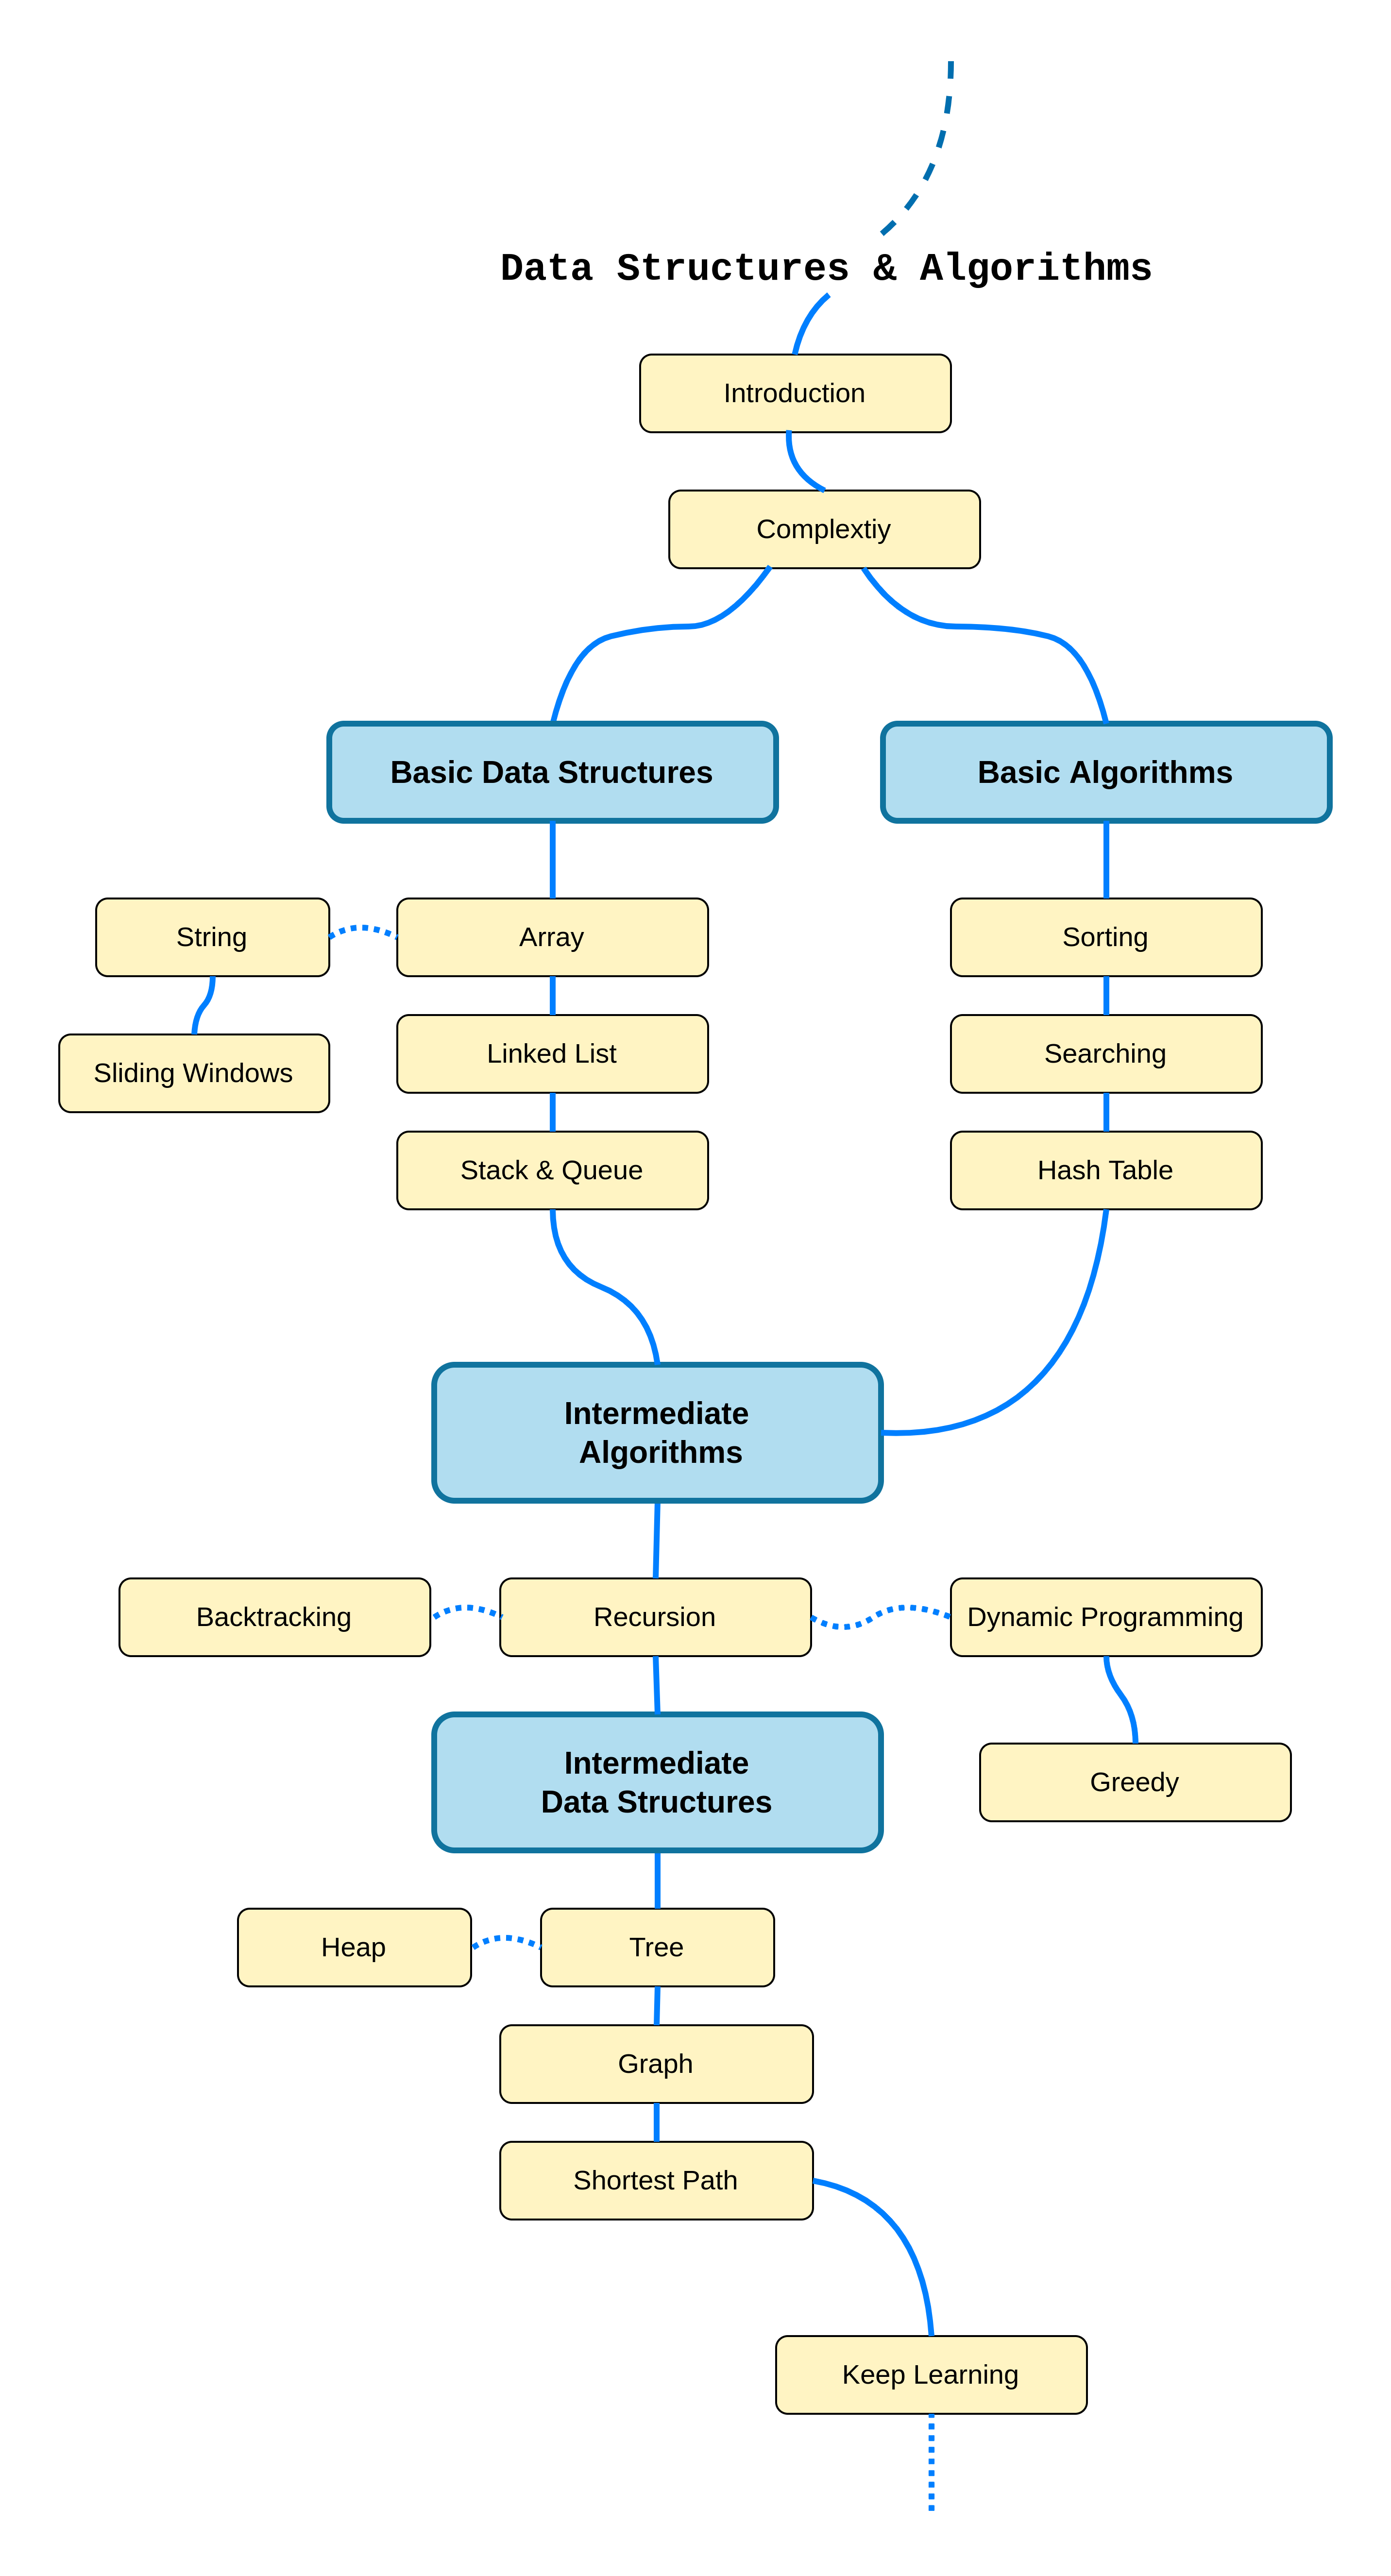 Data Structures & Algorithms
Introduction
Complextiy
Basic Data Structures
Basic Algorithms
String
Array
Sorting
Linked List
Searching
Sliding Windows
Stack & Queue
Hash Table
Intermediate
Algorithms
Backtracking
Recursion
Dynamic Programming
Intermediate
Data Structures
Greedy
Heap
Tree
Graph
Shortest Path
Keep Learning